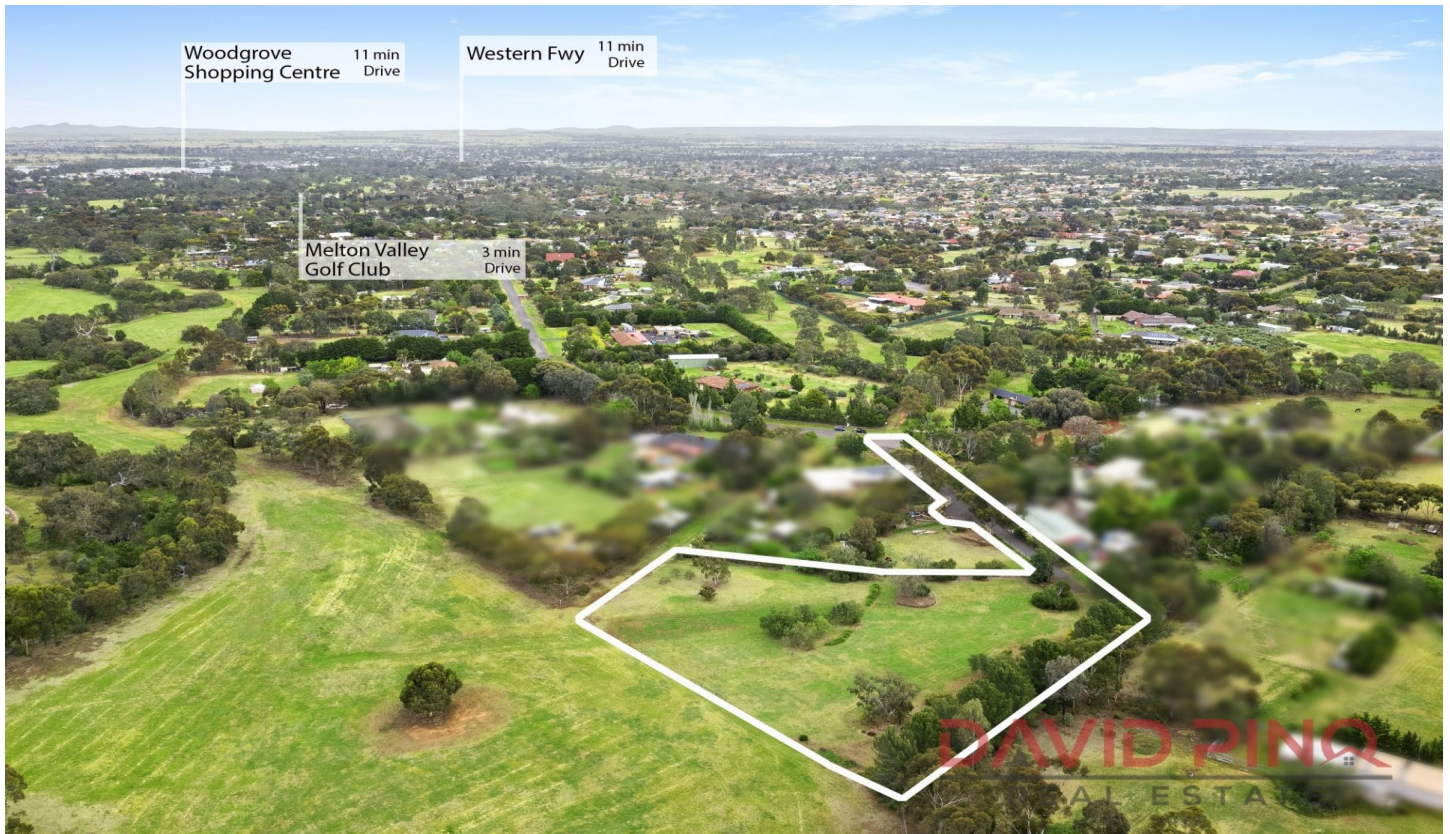 Woodgrove 11 min
Shopping Centre Drive
Western Fwy 11 min
Drive
Melton Valley 3 min
Golf Club Drive
DAVID PINQ